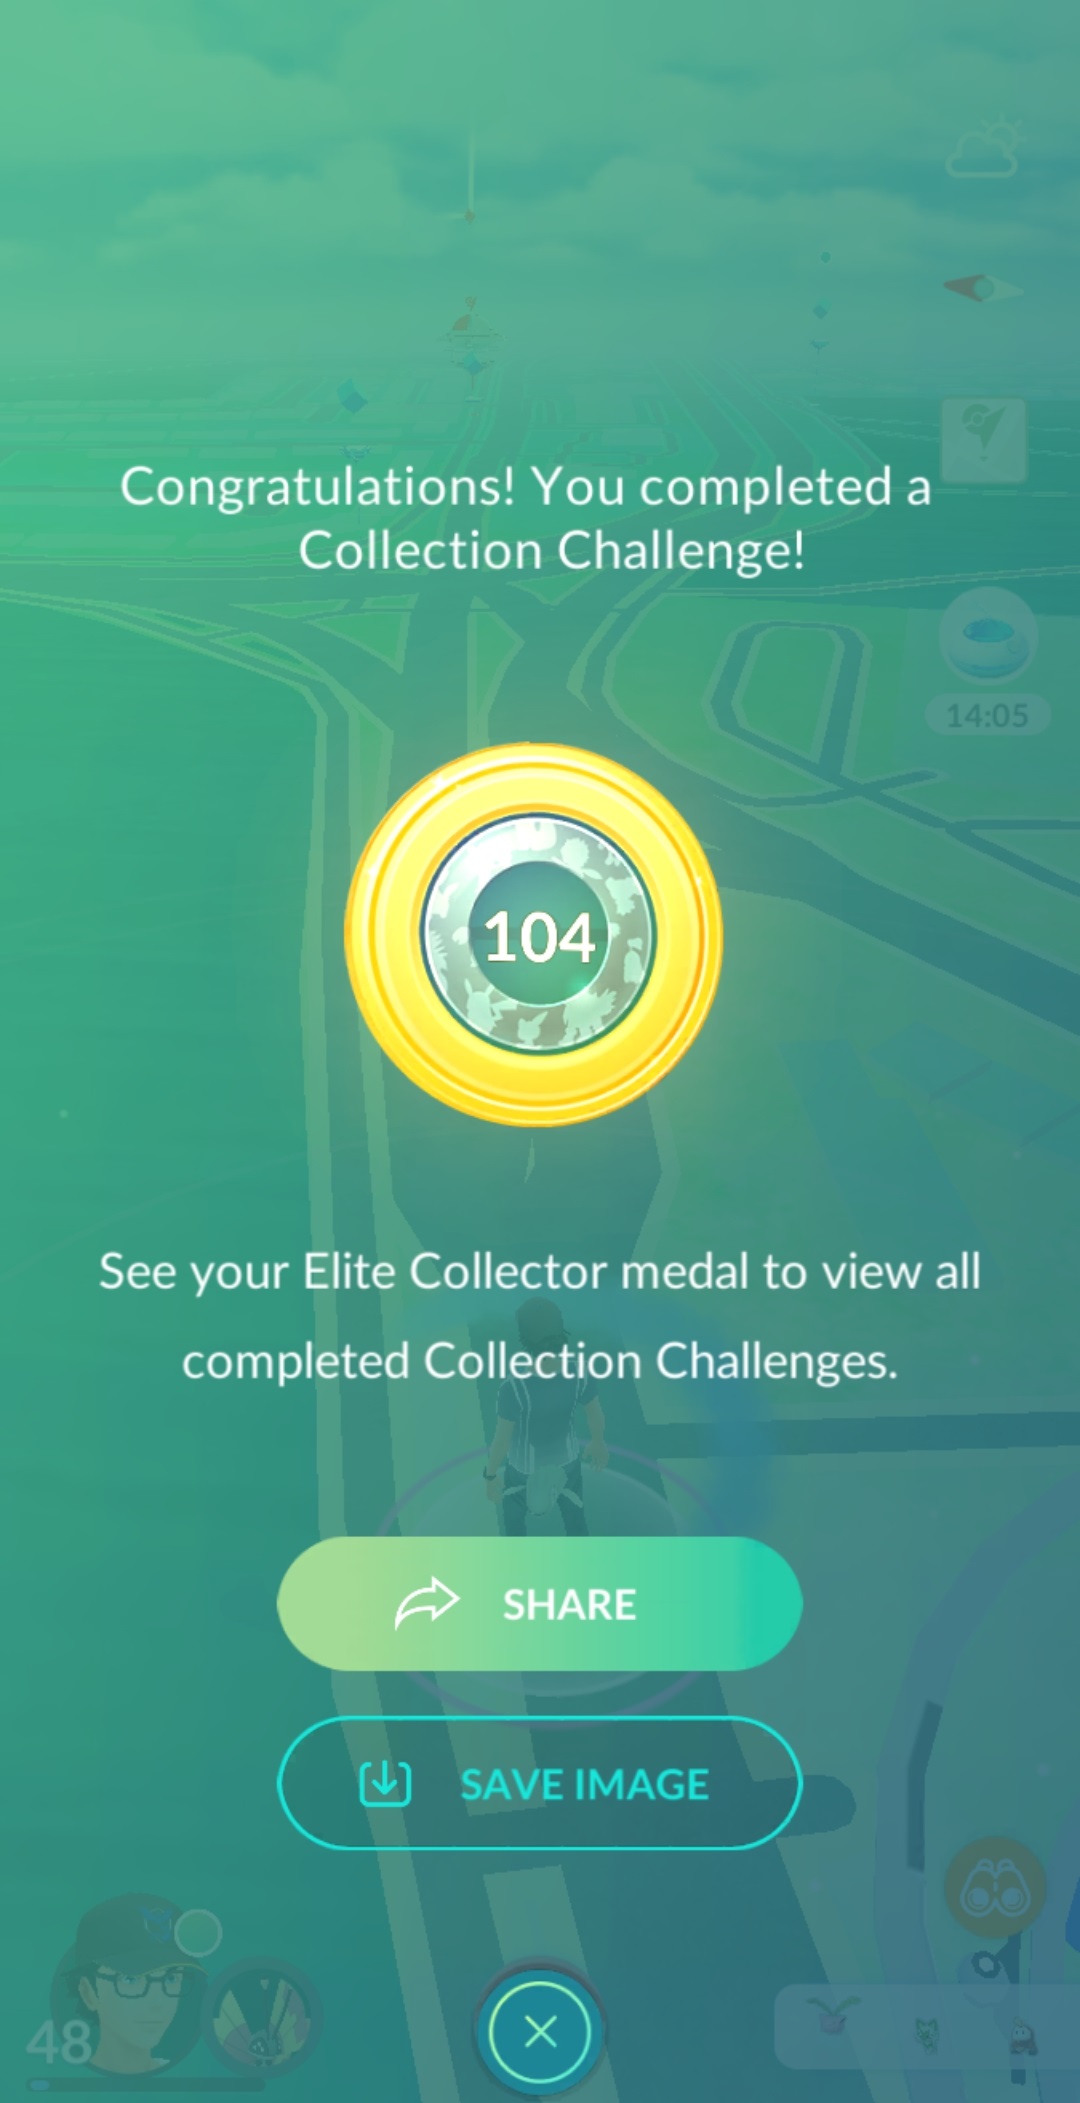 Congratulations! You completed a
Collection Challenge!
14:05
104
See your Elite Collector medal to view all
completed Collection Challenges.
SHARE
SAVE IMAGE
48